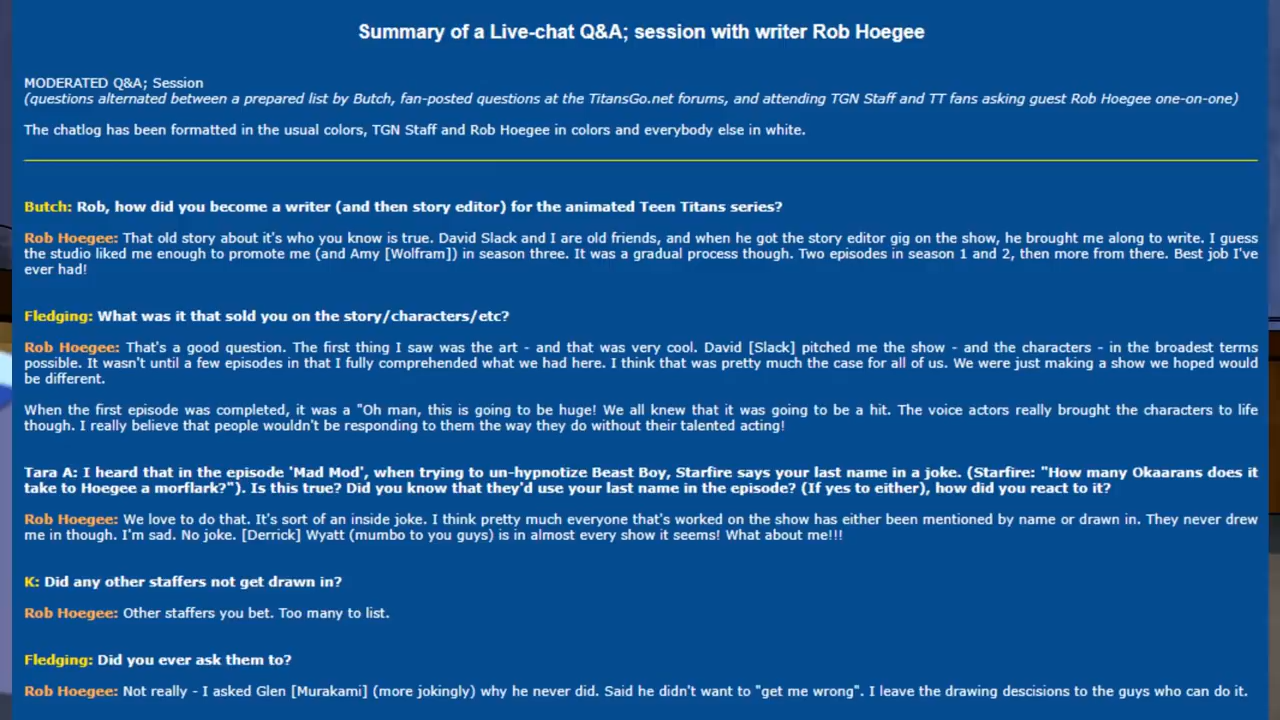 Summary of a Live-chat Q&A; session with writer Rob Hoegee
MODERATED Q&A; Session
(questions alternated between a prepared list by Butch, fan-posted questions at the TitansGo.net forums, and attending TGN Staff and TT fans asking guest Rob Hoegee one-on-one)
The chatlog has been formatted in the usual colors, TGN Staff and Rob Hoegee in colors and everybody else in white.
Butch: Rob, how did you become a writer (and then story editor) for the animated Teen Titans series?
Rob Hoegee: That old story about it's who you know is true. David Slack and I are old friends, and when he got the story editor gig on the show, he brought me along to write. I guess
the studio liked me enough to promote me (and Amy [Wolfram]) in season three. It was a gradual process though. Two episodes in season 1 and 2, then more from there. Best job I've
ever had!
Fledging: What was it that sold you on the story/characters/etc?
Rob Hoegee: That's a good question. The first thing I saw was the art - and that was very cool. David [Slack] pitched me the show - and the characters - in the broadest terms
possible. It wasn't until a few episodes in that I fully comprehended what we had here. I think that was pretty much the case for all of us. We were just making a show we hoped would
be different.
When the first episode was completed, it was a "Oh man, this is going to be huge! We all knew that it was going to be a hit. The voice actors really brought the characters to life
though. I really believe that people wouldn't be responding to them the way they do without their talented acting!
Tara A: I heard that in the episode 'Mad Mod', when trying to un-hypnotize Beast Boy, Starfire says your last name in a joke. (Starfire: "How many Okaarans does it
take to Hoegee a morflark?"). Is this true? Did you know that they'd use your last name in the episode? (If yes to either), how did you react to it?
Rob Hoegee: We love to do that. It's sort of an inside joke. I think pretty much everyone that's worked on the show has either been mentioned by name or drawn in. They never drew
me in though. I'm sad. No joke. [Derrick] Wyatt (mumbo to you guys) is in almost every show it seems! What about me!!!
K: Did any other staffers not get drawn in?
Rob Hoegee: Other staffers you bet. Too many to list.
Fledging: Did you ever ask them to?
Rob Hoegee: Not really - I asked Glen [Murakami] (more jokingly) why he never did. Said he didn't want to "get me wrong". I leave the drawing descisions to the guys who can do it.